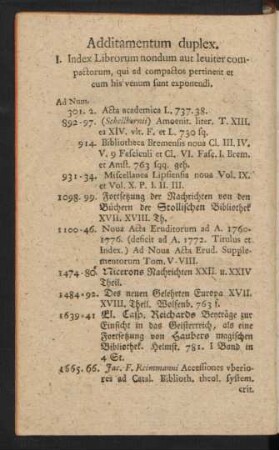 Additamentum duplex.
I. Index Librorum nondum aut leuiter com-
pactorum, qui ad compactos pertinent et
cum his venum sunt exponendi.
Ad Num.
301. 2. Acta academica L. 737. 38.
892-97. (Schelhornii) Amoenit. liter. T. XIII.
et XIV. vlt. F. et L. 730 sq.
914. Bibliotheca Bremensis noua Cl. III. IV.
V. 9 Fasciculi et Cl. VI. Fasc. I. Brem.
et Amst. 763 sqq. geh.
931-34. Miscellanea Lipsiensia noua Vol. IX.
et Vol. X. P. I. II. III.
1098. 99. Fortsetzung der Nachrichten von den
Büchern der Stollischen Bibliothek
XVII. XVIII. Th.
1100-46. Noua Acta Eruditorum ad A. 1760-
1776. (deficit ad A. 1772. Titulus et
Index.) Ad Noua Acta Erud. Supple-
mentorum Tom. V-VIII.
1474-80. Nicerons Nachrichten XXII. u. XXIV
Theil.
1484-92. Des neuen Gelehrten Europa XVII.
XVIII. Theil. Wolfenb. 763 f.
1639-41 El. Casp. Reichards Beyträge zur
Einsicht in das Geisterreich, als eine
Fortsetzung von Haubers magischen
Bibliothek. Helmst. 781. I Band in
4 St.
1665. 66. Jac. F. Reimmanni Accessiones vberio-
res ad Catal. Biblioth. theol. system.
crit.